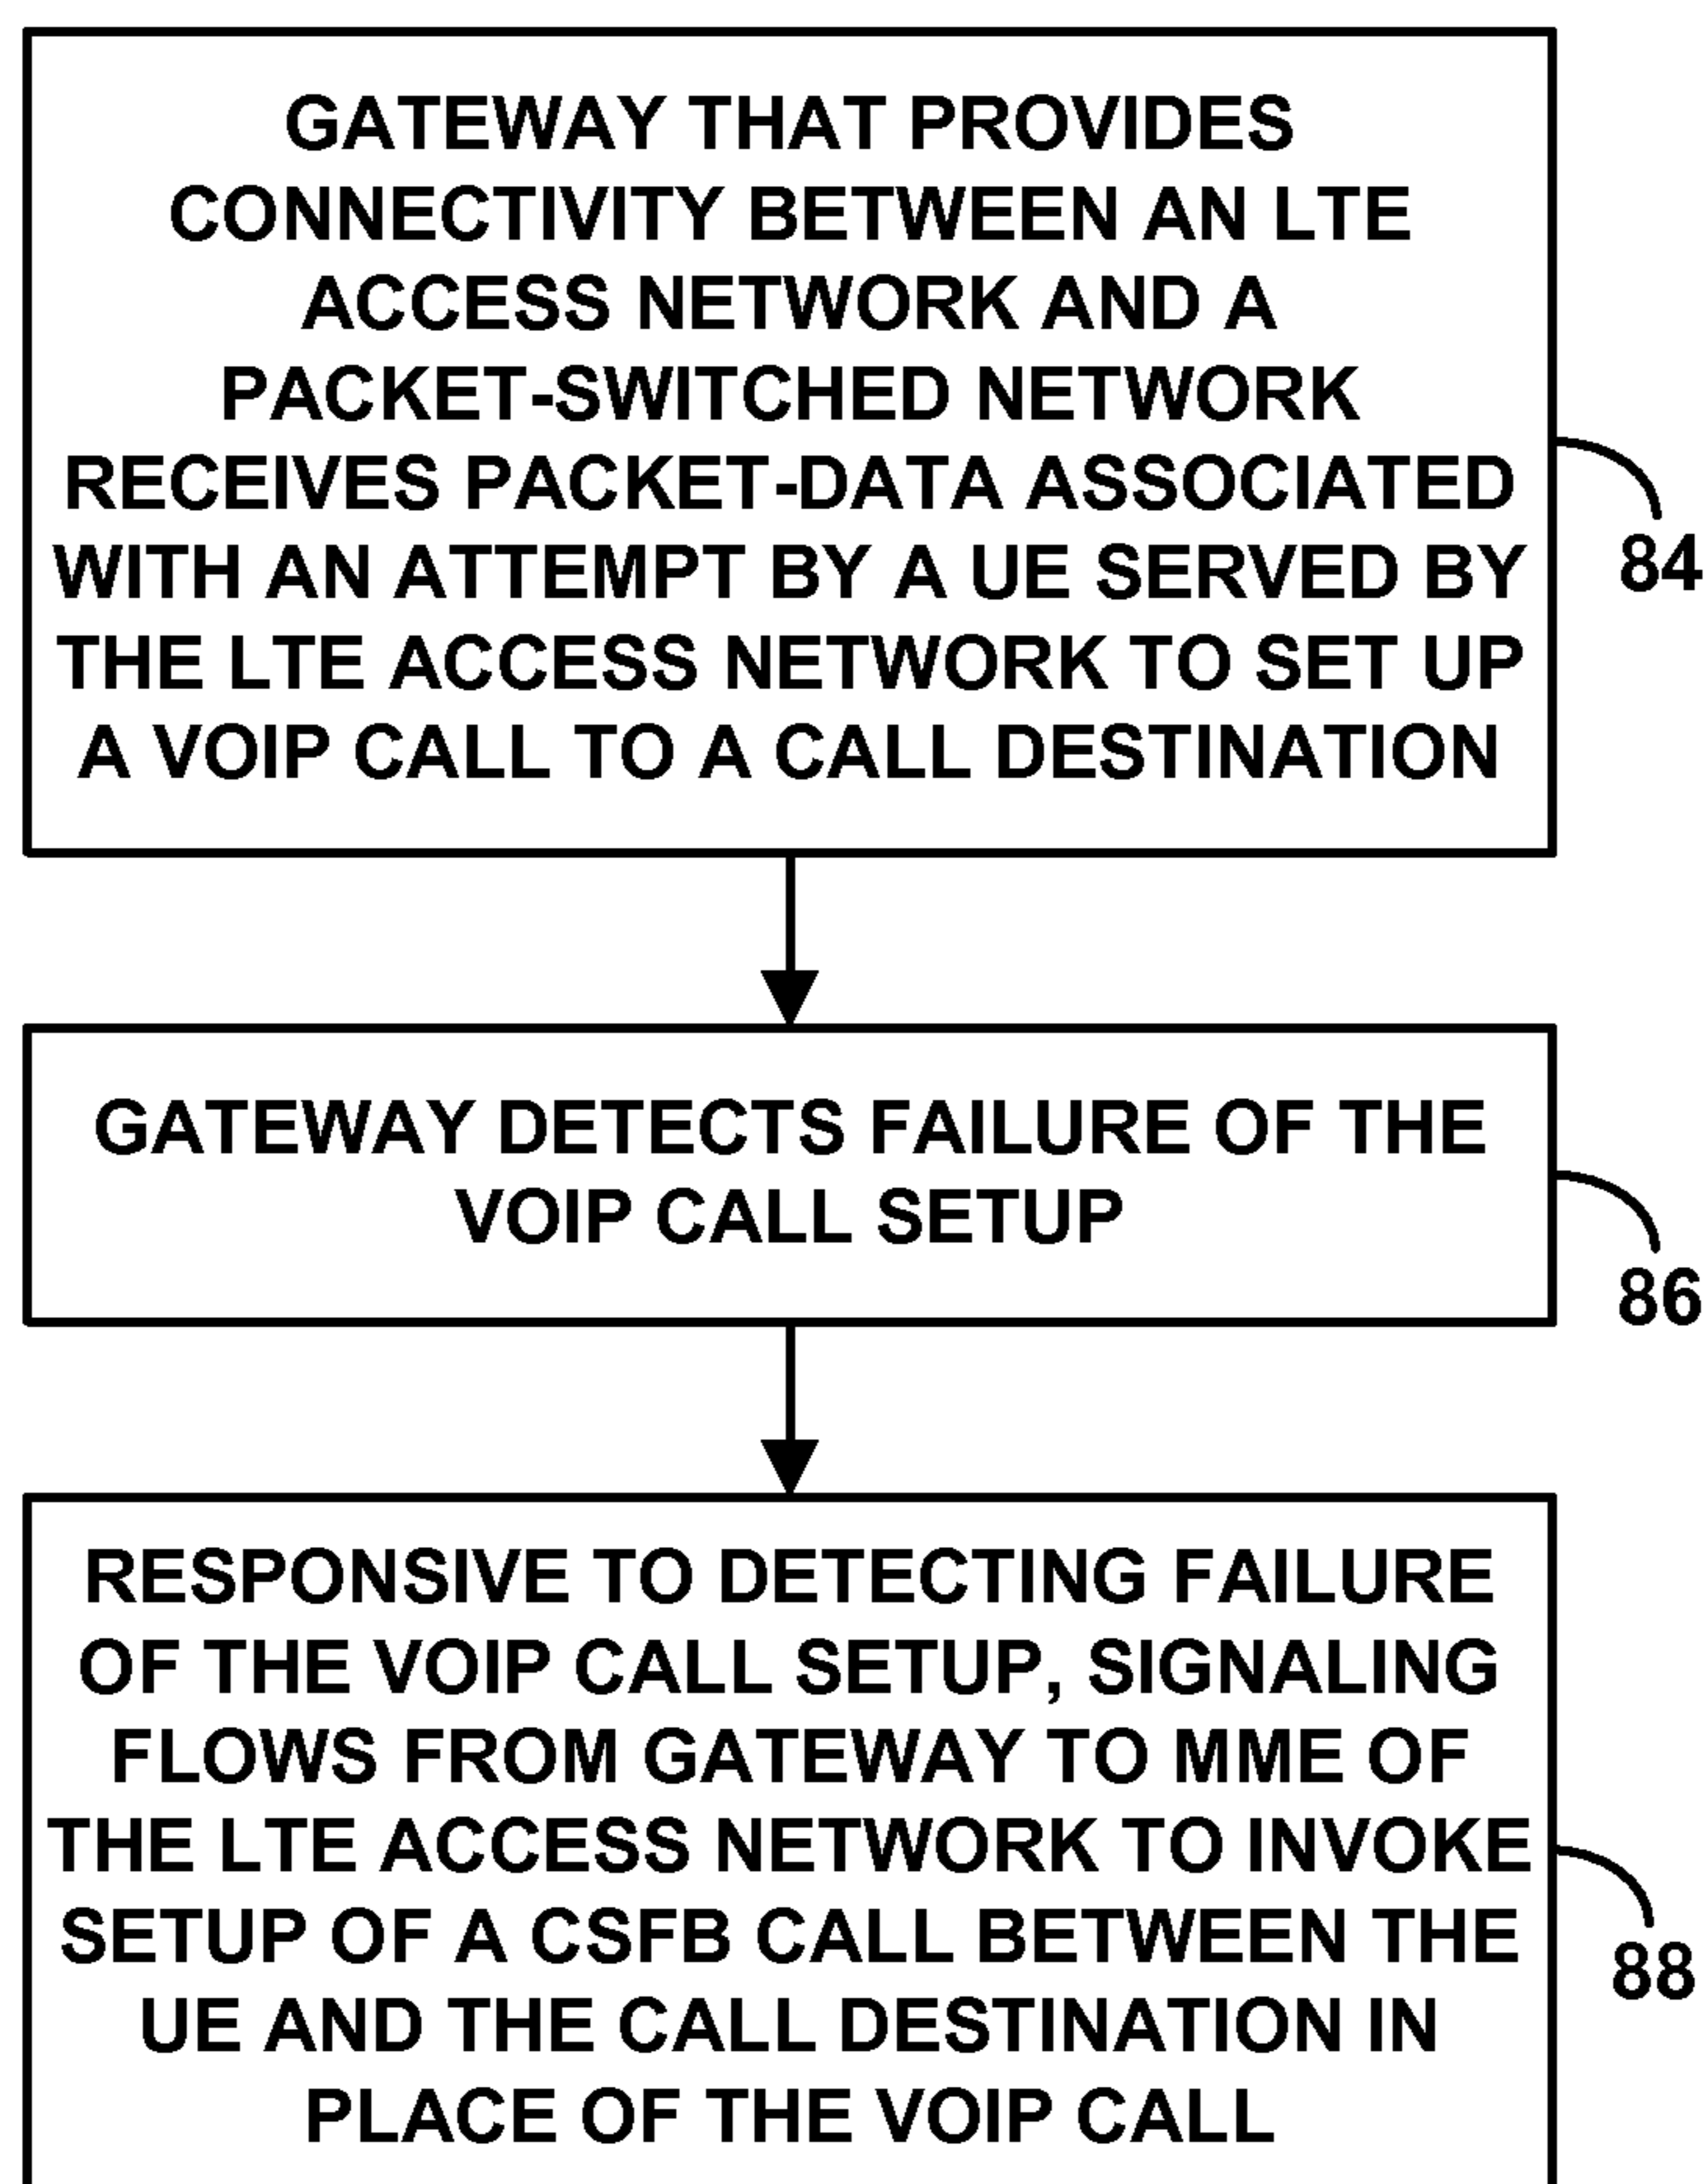 GATEWAY THAT PROVIDES
CONNECTIVITY BETWEEN AN LTE
ACCESS NETWORK AND A
PACKET-SWITCHED NETWORK
RECEIVES PACKET-DATA ASSOCIATED
WITH AN ATTEMPT BY A UE SERVED BY
THE LTE ACCESS NETWORK TO SET UP
A VOIP CALL TO A CALL DESTINATION
84
GATEWAY DETECTS FAILURE OF THE
VOIP CALL SETUP
86
RESPONSIVE TO DETECTING FAILURE
OF THE VOIP CALL SETUP, SIGNALING
FLOWS FROM GATEWAY TO MME OF
THE LTE ACCESS NETWORK TO INVOKE
SETUP OF A CSFB CALL BETWEEN THE
UE AND THE CALL DESTINATION IN
PLACE OF THE VOIP CALL
88